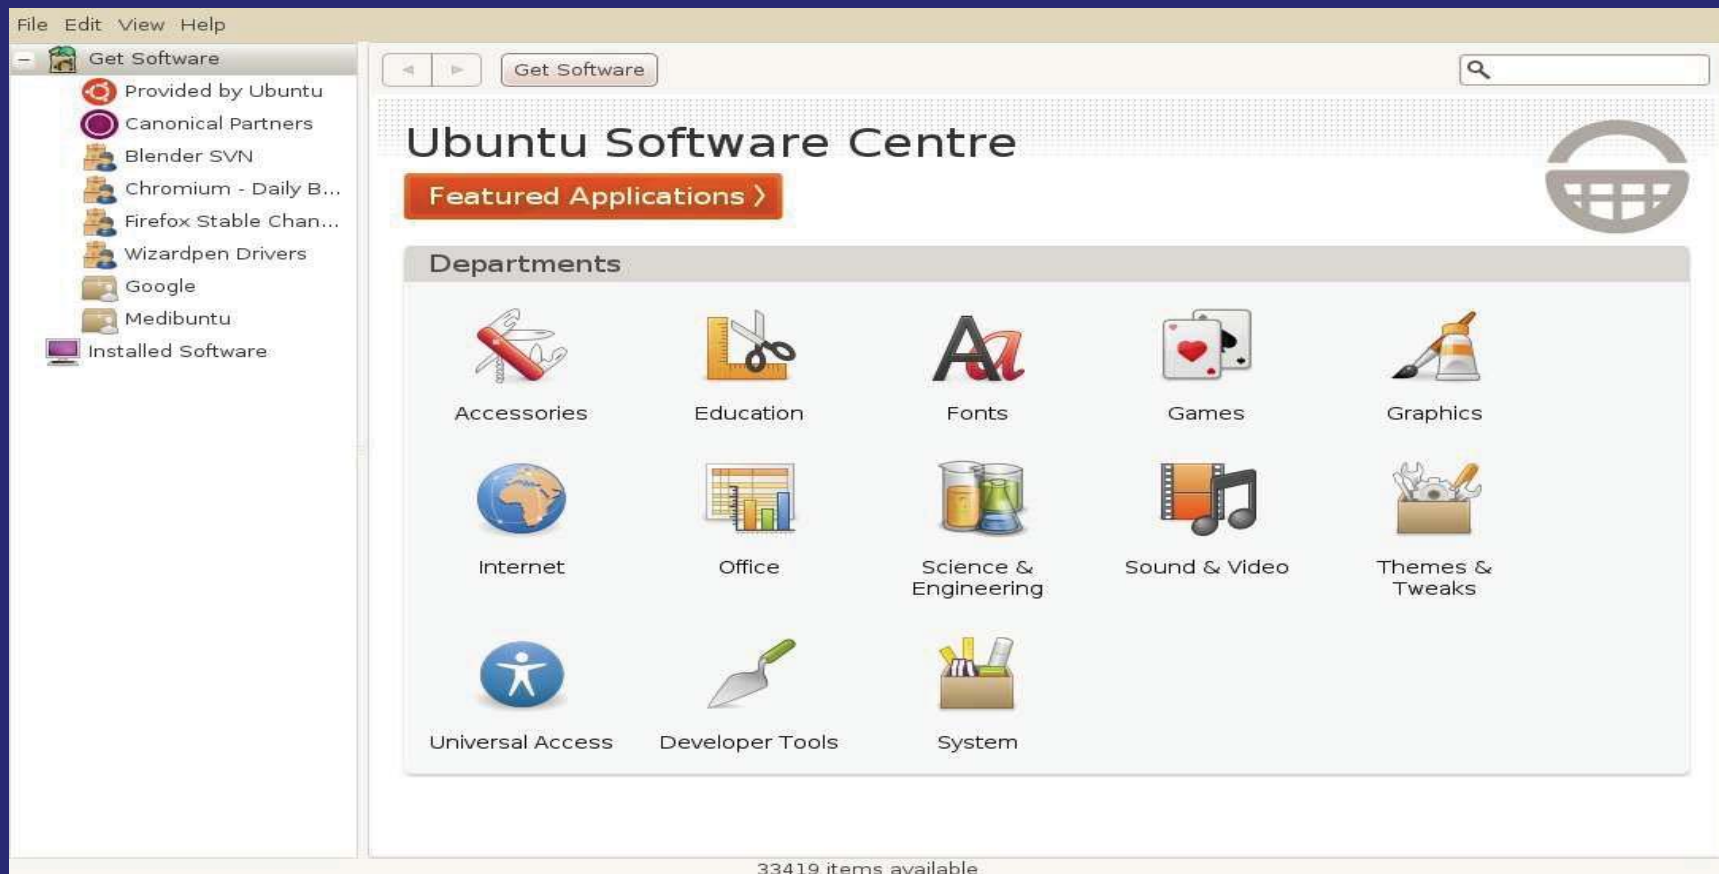 File Edit View Help
Get Software
Provided by Ubuntu
Canonical Partners
Blender SVN
Chromium - Daily B...
Firefox Stable Chan...
Wizardpen Drivers
Google
Medibuntu
Installed Software
Get Software
Ubuntu Software Centre
Featured Applications >
Departments
Accessories
Education
Fonts
Games
Graphics
Internet
Office
Science &
Engineering
Sound & Video
Themes &
Tweaks
Universal Access
Developer Tools
System
33419 items available